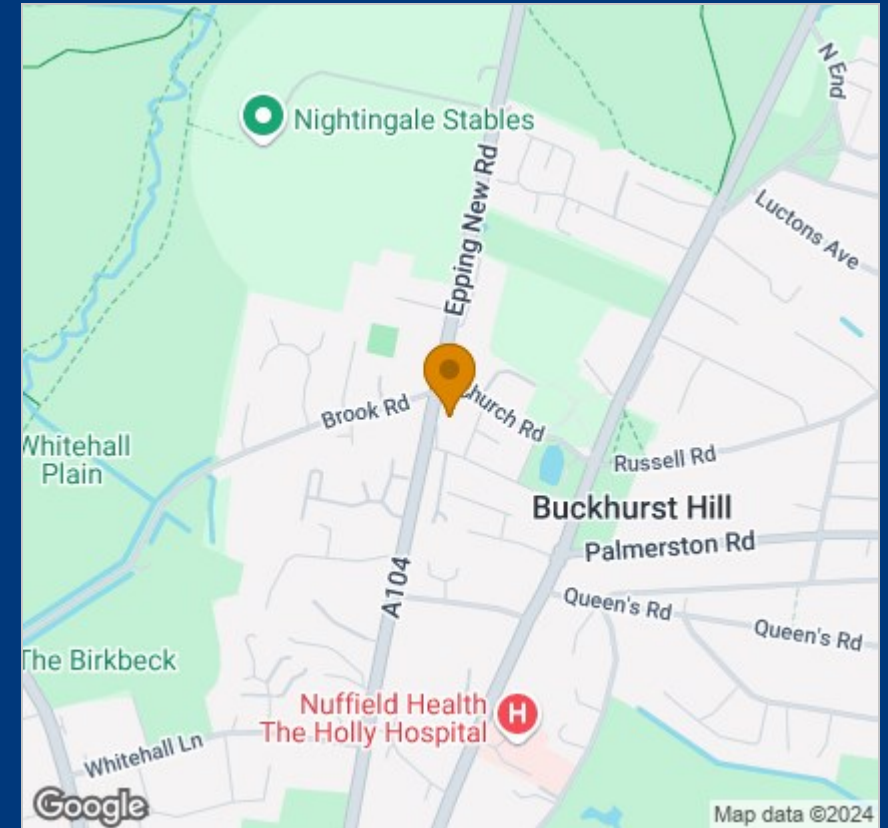 N End
Nightingale Stables
Epping New Rd
Luctons Ave
Church Rd
Brook Rd
Whitehall
Plain
Russell Rd
Buckhurst Hill
Palmerston Rd
A104
Queen's Rd
Queen's Rd
The Birkbeck
Nuffield Health
The Holly Hospital
H
Whitehall Ln
Google
Map data ©2024